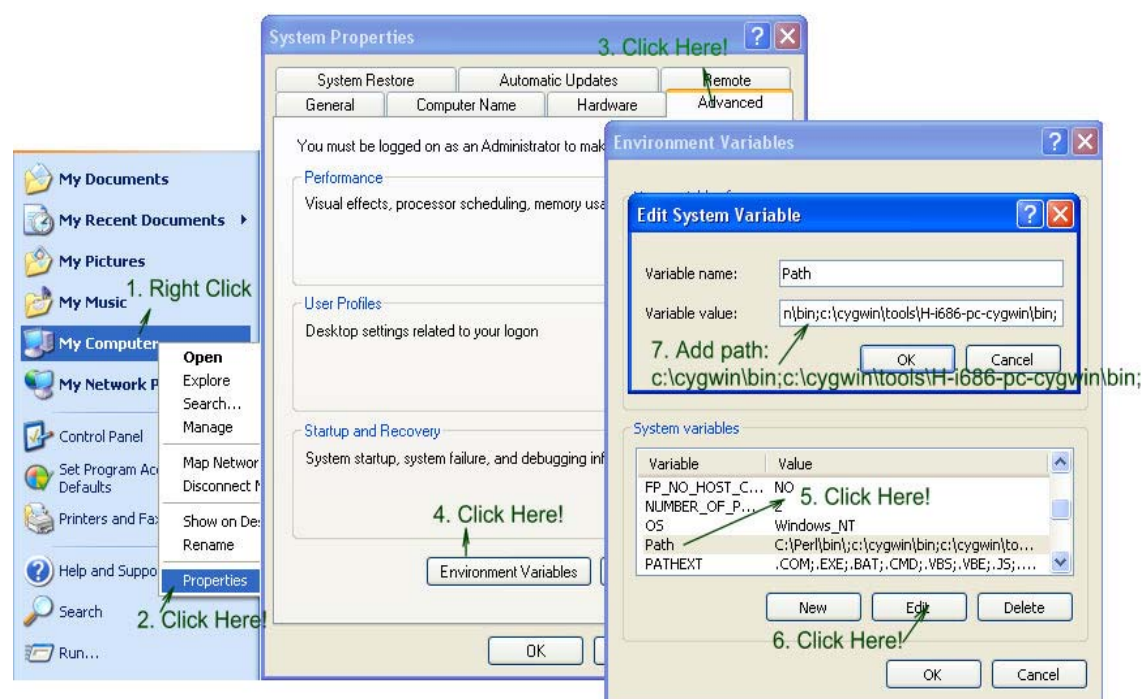 System Properties
3. Click Here!
System Restore
Automatic Updates
Remote
General
Computer Name
Hardware
Advanced
You must be logged on as an Administrator to mak
Performance
Visual effects, processor scheduling, memory usa
User Profiles
Desktop settings related to your logon
Startup and Recovery
System startup, system failure, and debugging inf
4. Click Here!
Environment Variables
OK
My Documents
My Recent Documents
My Pictures
1. Right Click
My Music
My Computer
My Network P
Control Panel
Set Program Ac
Defaults
Printers and Fax
Help and Suppo
Search
Run...
Open
Explore
Search...
Manage
Map Networ
Disconnect N
Show on Des
Rename
Properties
2. Click Here!
Environment Variables
Edit System Variable
Variable name:
Path
Variable value:
n\bin;c:\cygwin\tools\H-i686-pc-cygwin\bin;
7. Add path:
OK
Cancel
c:\cygwin\bin;c:\cygwin\tools\H-i686-pc-cygwin\bin;
System variables
Variable Value
FP_NO_HOST_C... NO
5. Click Here!
NUMBER_OF_P... 2
OS Windows_NT
Path C:\Perl\bin\;c:\cygwin\bin;c:\cygwin\to...
PATHEXT .COM;.EXE;.BAT;.CMD;.VBS;.VBE;.JS;....
New
Edit
Delete
6. Click Here!
OK
Cancel